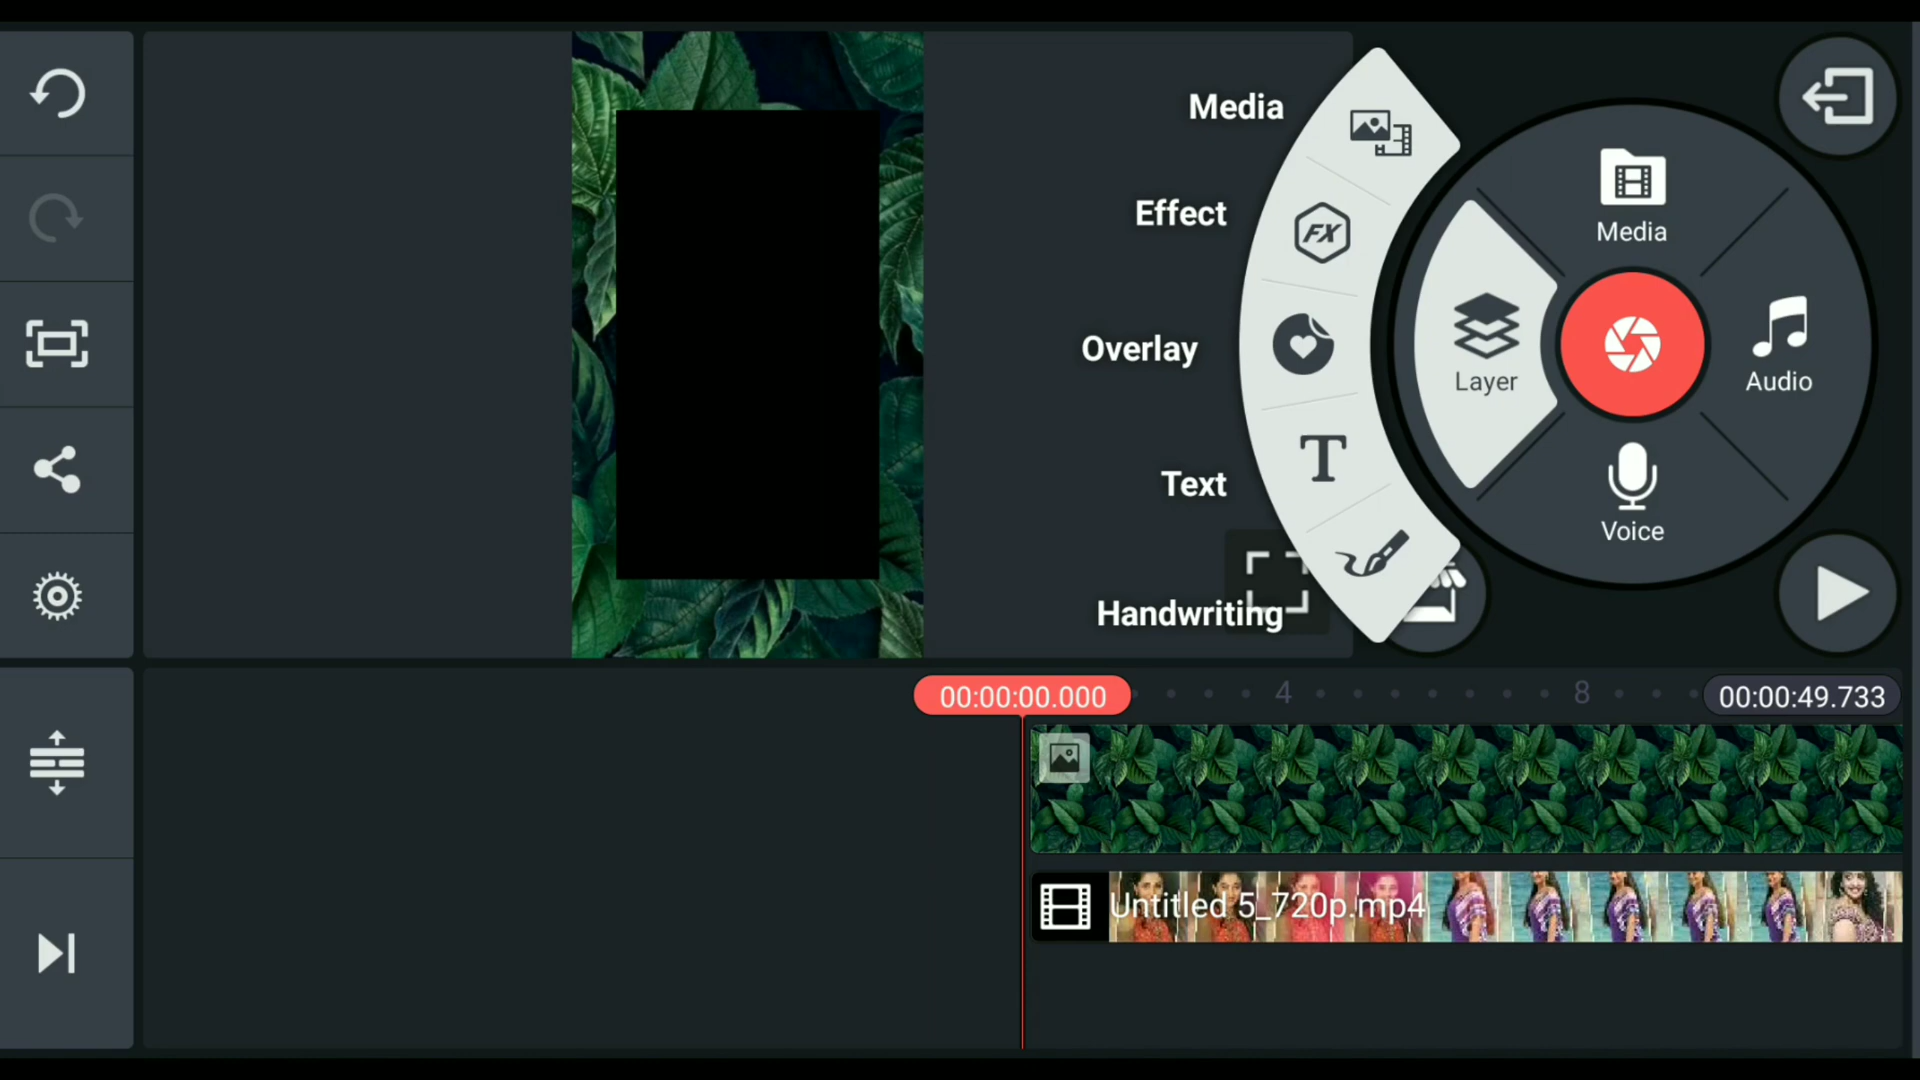 Media
Effect
FX
Overlay
Text
T
Handwriting
Media
Layer
Audio
Voice
00:00:00.000
4
8
00:00:49.733
Untitled 5_720p.mp4